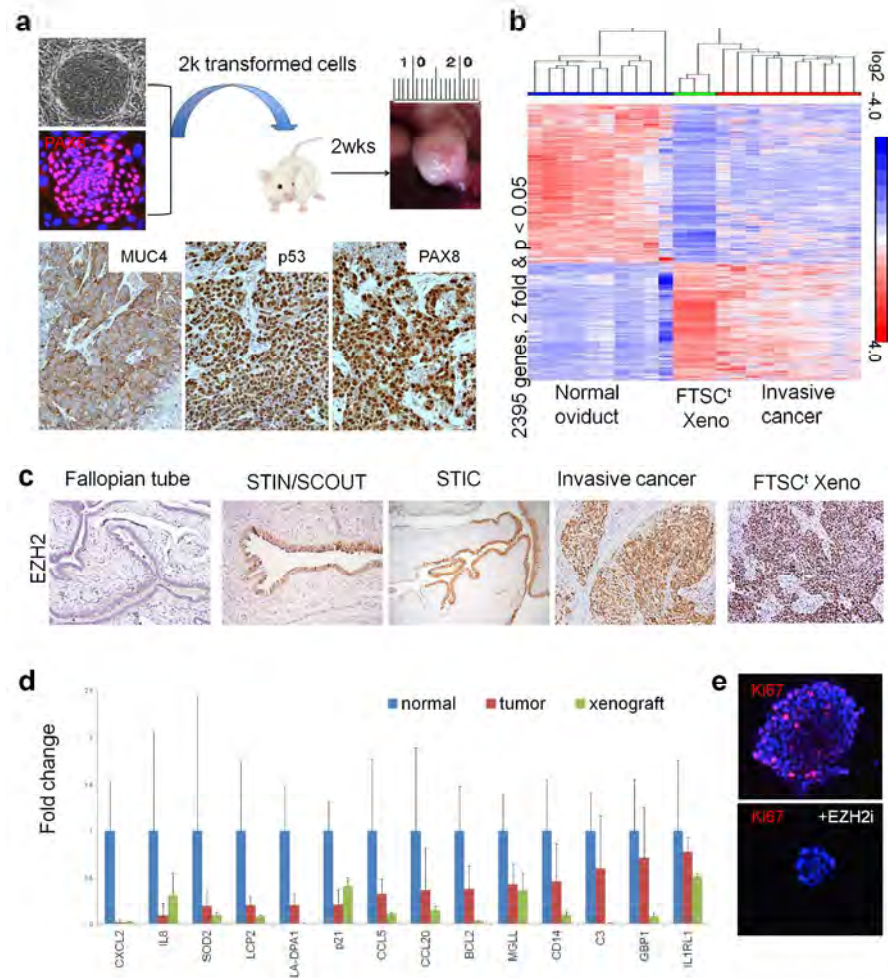 a
2k transformed cells
PAX8
2wks
1 0 2 0
MUC4
p53
PAX8
b
log2
-4.0
4.0
2395 genes, 2 fold & p < 0.05
Normal
oviduct
FTSCᵗ
Xeno
Invasive
cancer
c
Fallopian tube
STIN/SCOUT
STIC
Invasive cancer
FTSCᵗ Xeno
EZH2
d
normal
tumor
xenograft
Fold change
1
CXCL2
IL8
SOD2
LCP2
LA-DPA1
p21
CCL5
CCL20
BCL2
MGLL
CD14
C3
GBP1
IL1RL1
e
Ki67
Ki67
+EZH2i